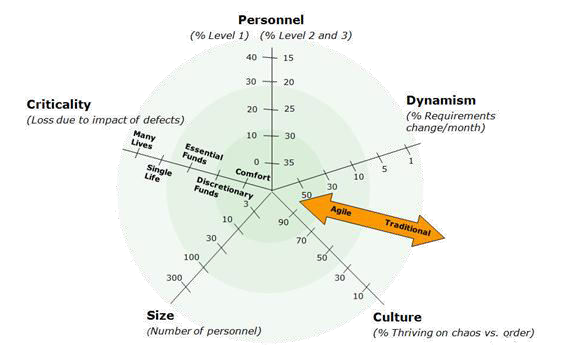 Personnel
(% Level 1) (% Level 2 and 3)
40 15
30 20
20 25
10 30
0 35
Criticality
(Loss due to impact of defects)
Many
Lives
Single
Life
Essential
Funds
Discretionary
Funds
Comfort
Dynamism
(% Requirements
change/month)
1
5
10
30
50
Agile
Traditional
3
10
30
100
300
Size
(Number of personnel)
90
70
50
30
10
Culture
(% Thriving on chaos vs. order)